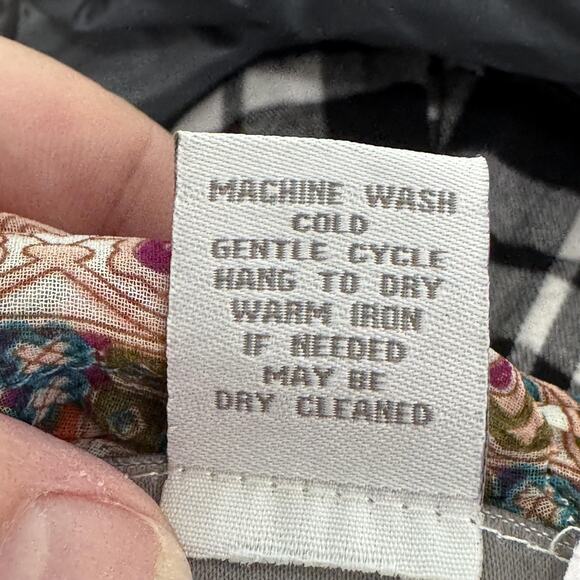 MACHINE WASH
COLD
GENTLE CYCLE
HANG TO DRY
WARM IRON
IF NEEDED
MAY BE
DRY CLEANED